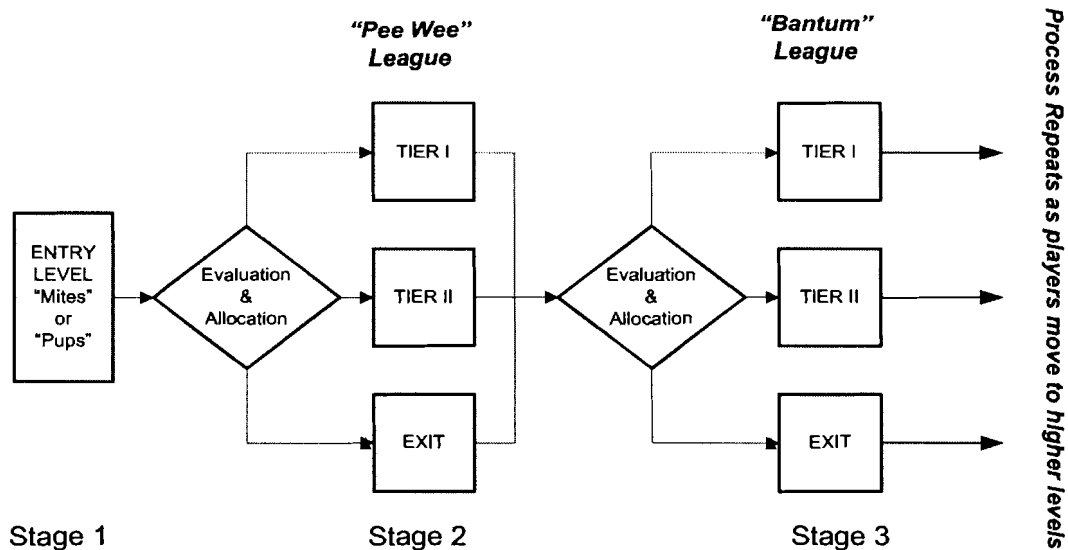 “Pee Wee”
League
“Bantum”
League
TIER I
TIER I
ENTRY
LEVEL
“Mites”
or
“Pups”
Evaluation
&
Allocation
TIER II
Evaluation
&
Allocation
TIER II
EXIT
EXIT
Stage 1
Stage 2
Stage 3
Process Repeats as players move to higher levels